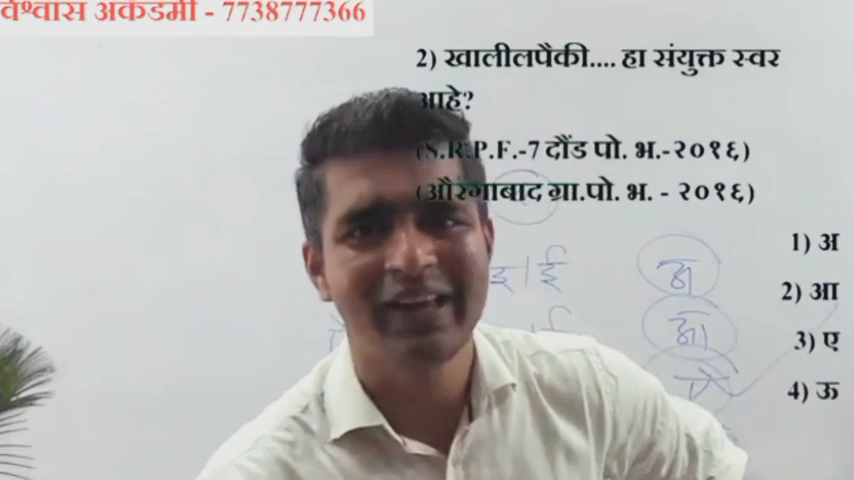 विश्वास अकॅडमी - 7738777366
2) खालीलपैकी.... हा संयुक्त स्वर
आहे?
(S.R.P.F.-7 दौंड पो. भ.-२०१६)
(औरंगाबाद ग्रा.पो. भ. - २०१६)
1) अ
इ।ई अ
2) आ
आ
3) ए
4) ऊ